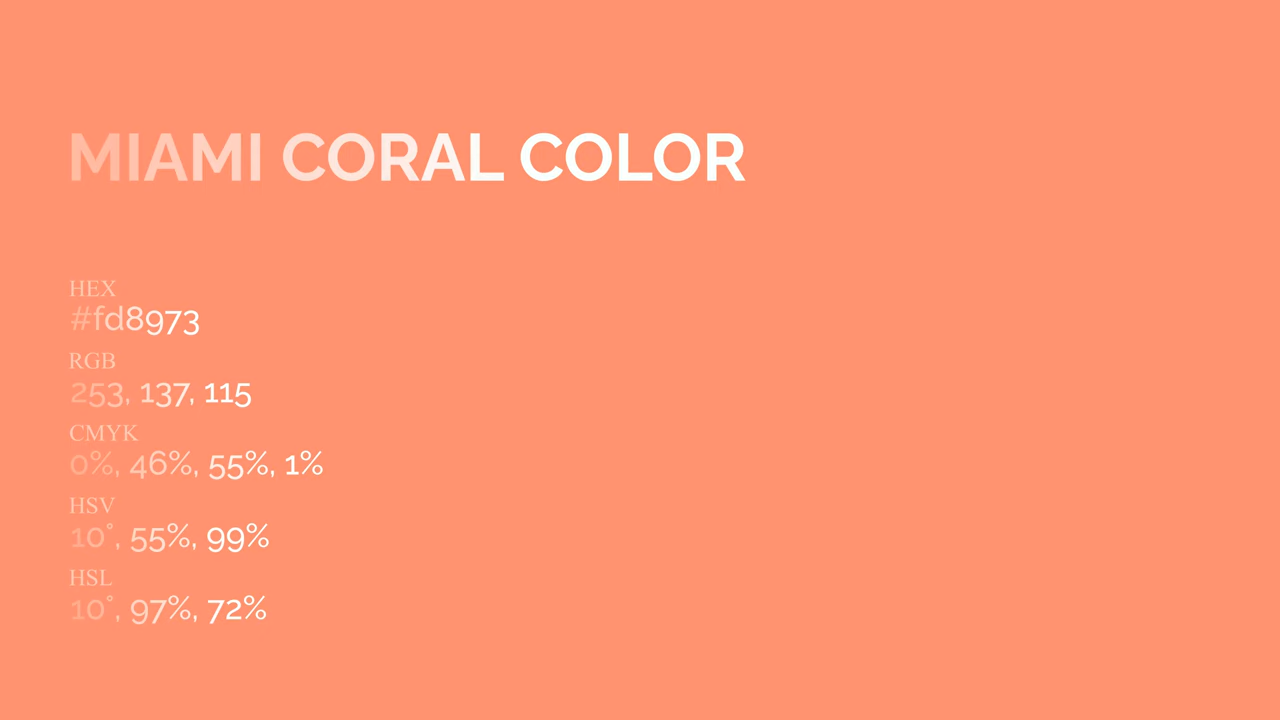 MIAMI CORAL COLOR
HEX
#fd8973
RGB
253, 137, 115
CMYK
0%, 46%, 55%, 1%
HSV
10°, 55%, 99%
HSL
10°, 97%, 72%